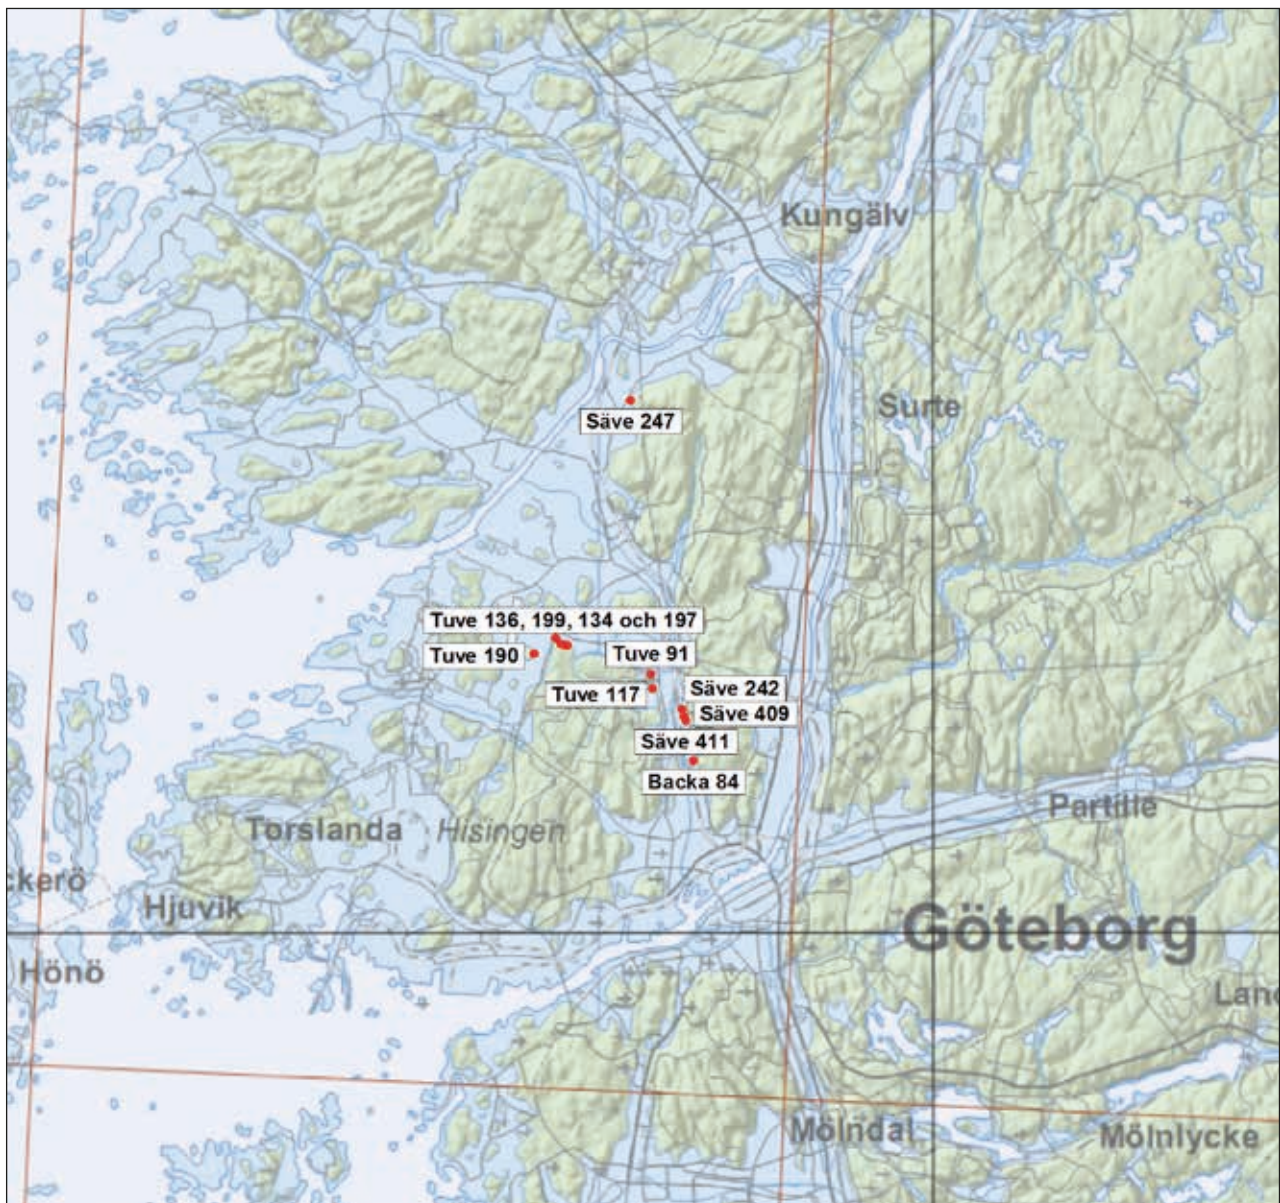 Kungälv
Surte
Säve 247
Tuve 136, 199, 134 och 197
Tuve 190
Tuve 91
Tuve 117
Säve 242
Säve 409
Säve 411
Backa 84
Partille
Torslanda
Hisingen
ckerö
Hjuvik
Göteborg
Hönö
Land
Mölndal
Mölnlycke